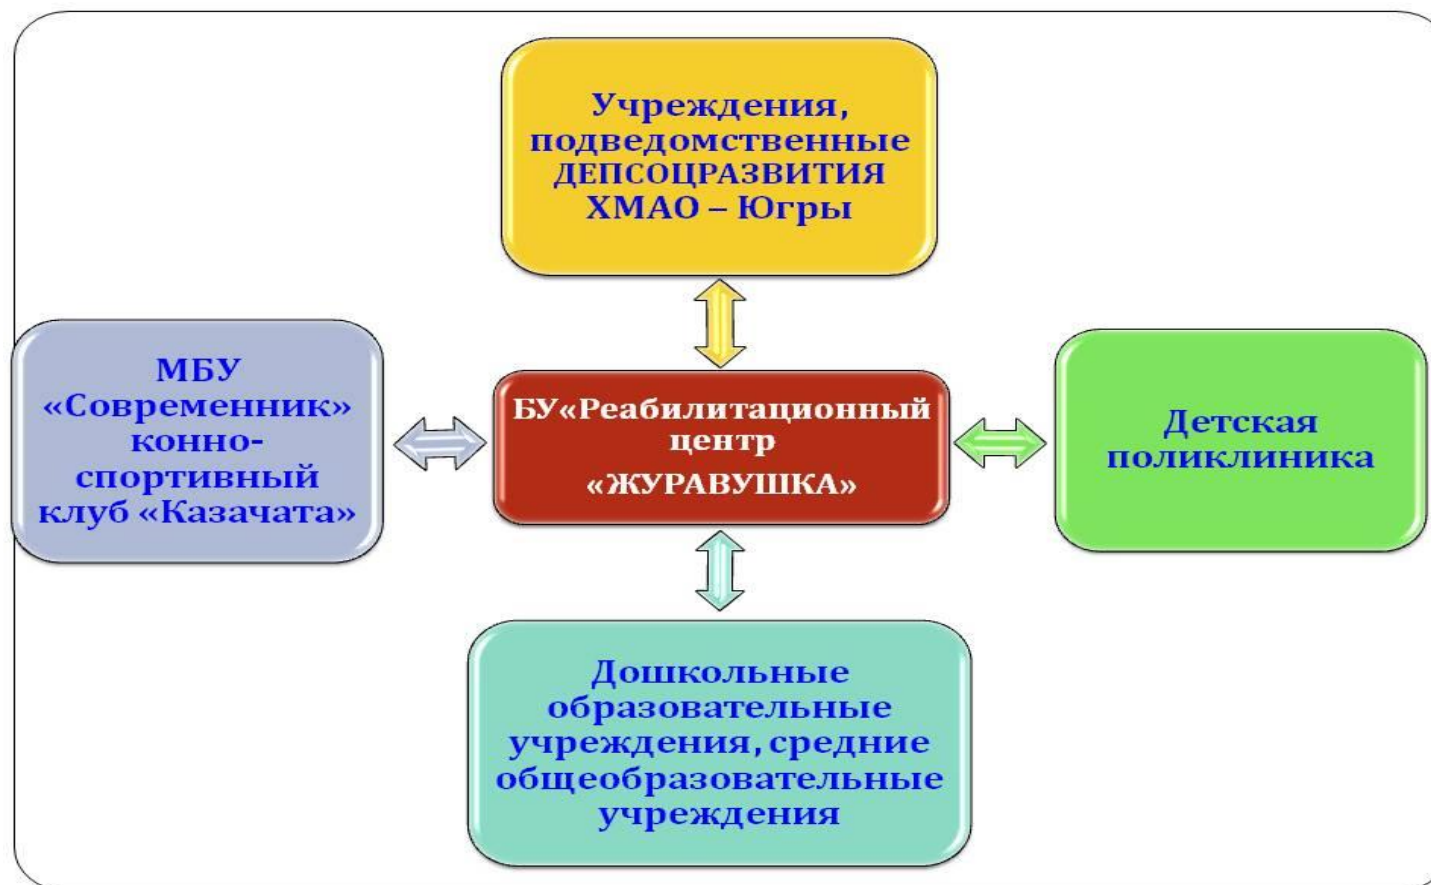 Учреждения,
подведомственные
ДЕПСОЦРАЗВИТИЯ
ХМАО – Югры
МБУ
«Современник»
конно-
спортивный
клуб «Казачата»
БУ«Реабилитационный
центр
«ЖУРАВУШКА»
Детская
поликлиника
Дошкольные
образовательные
учреждения, средние
общеобразовательные
учреждения